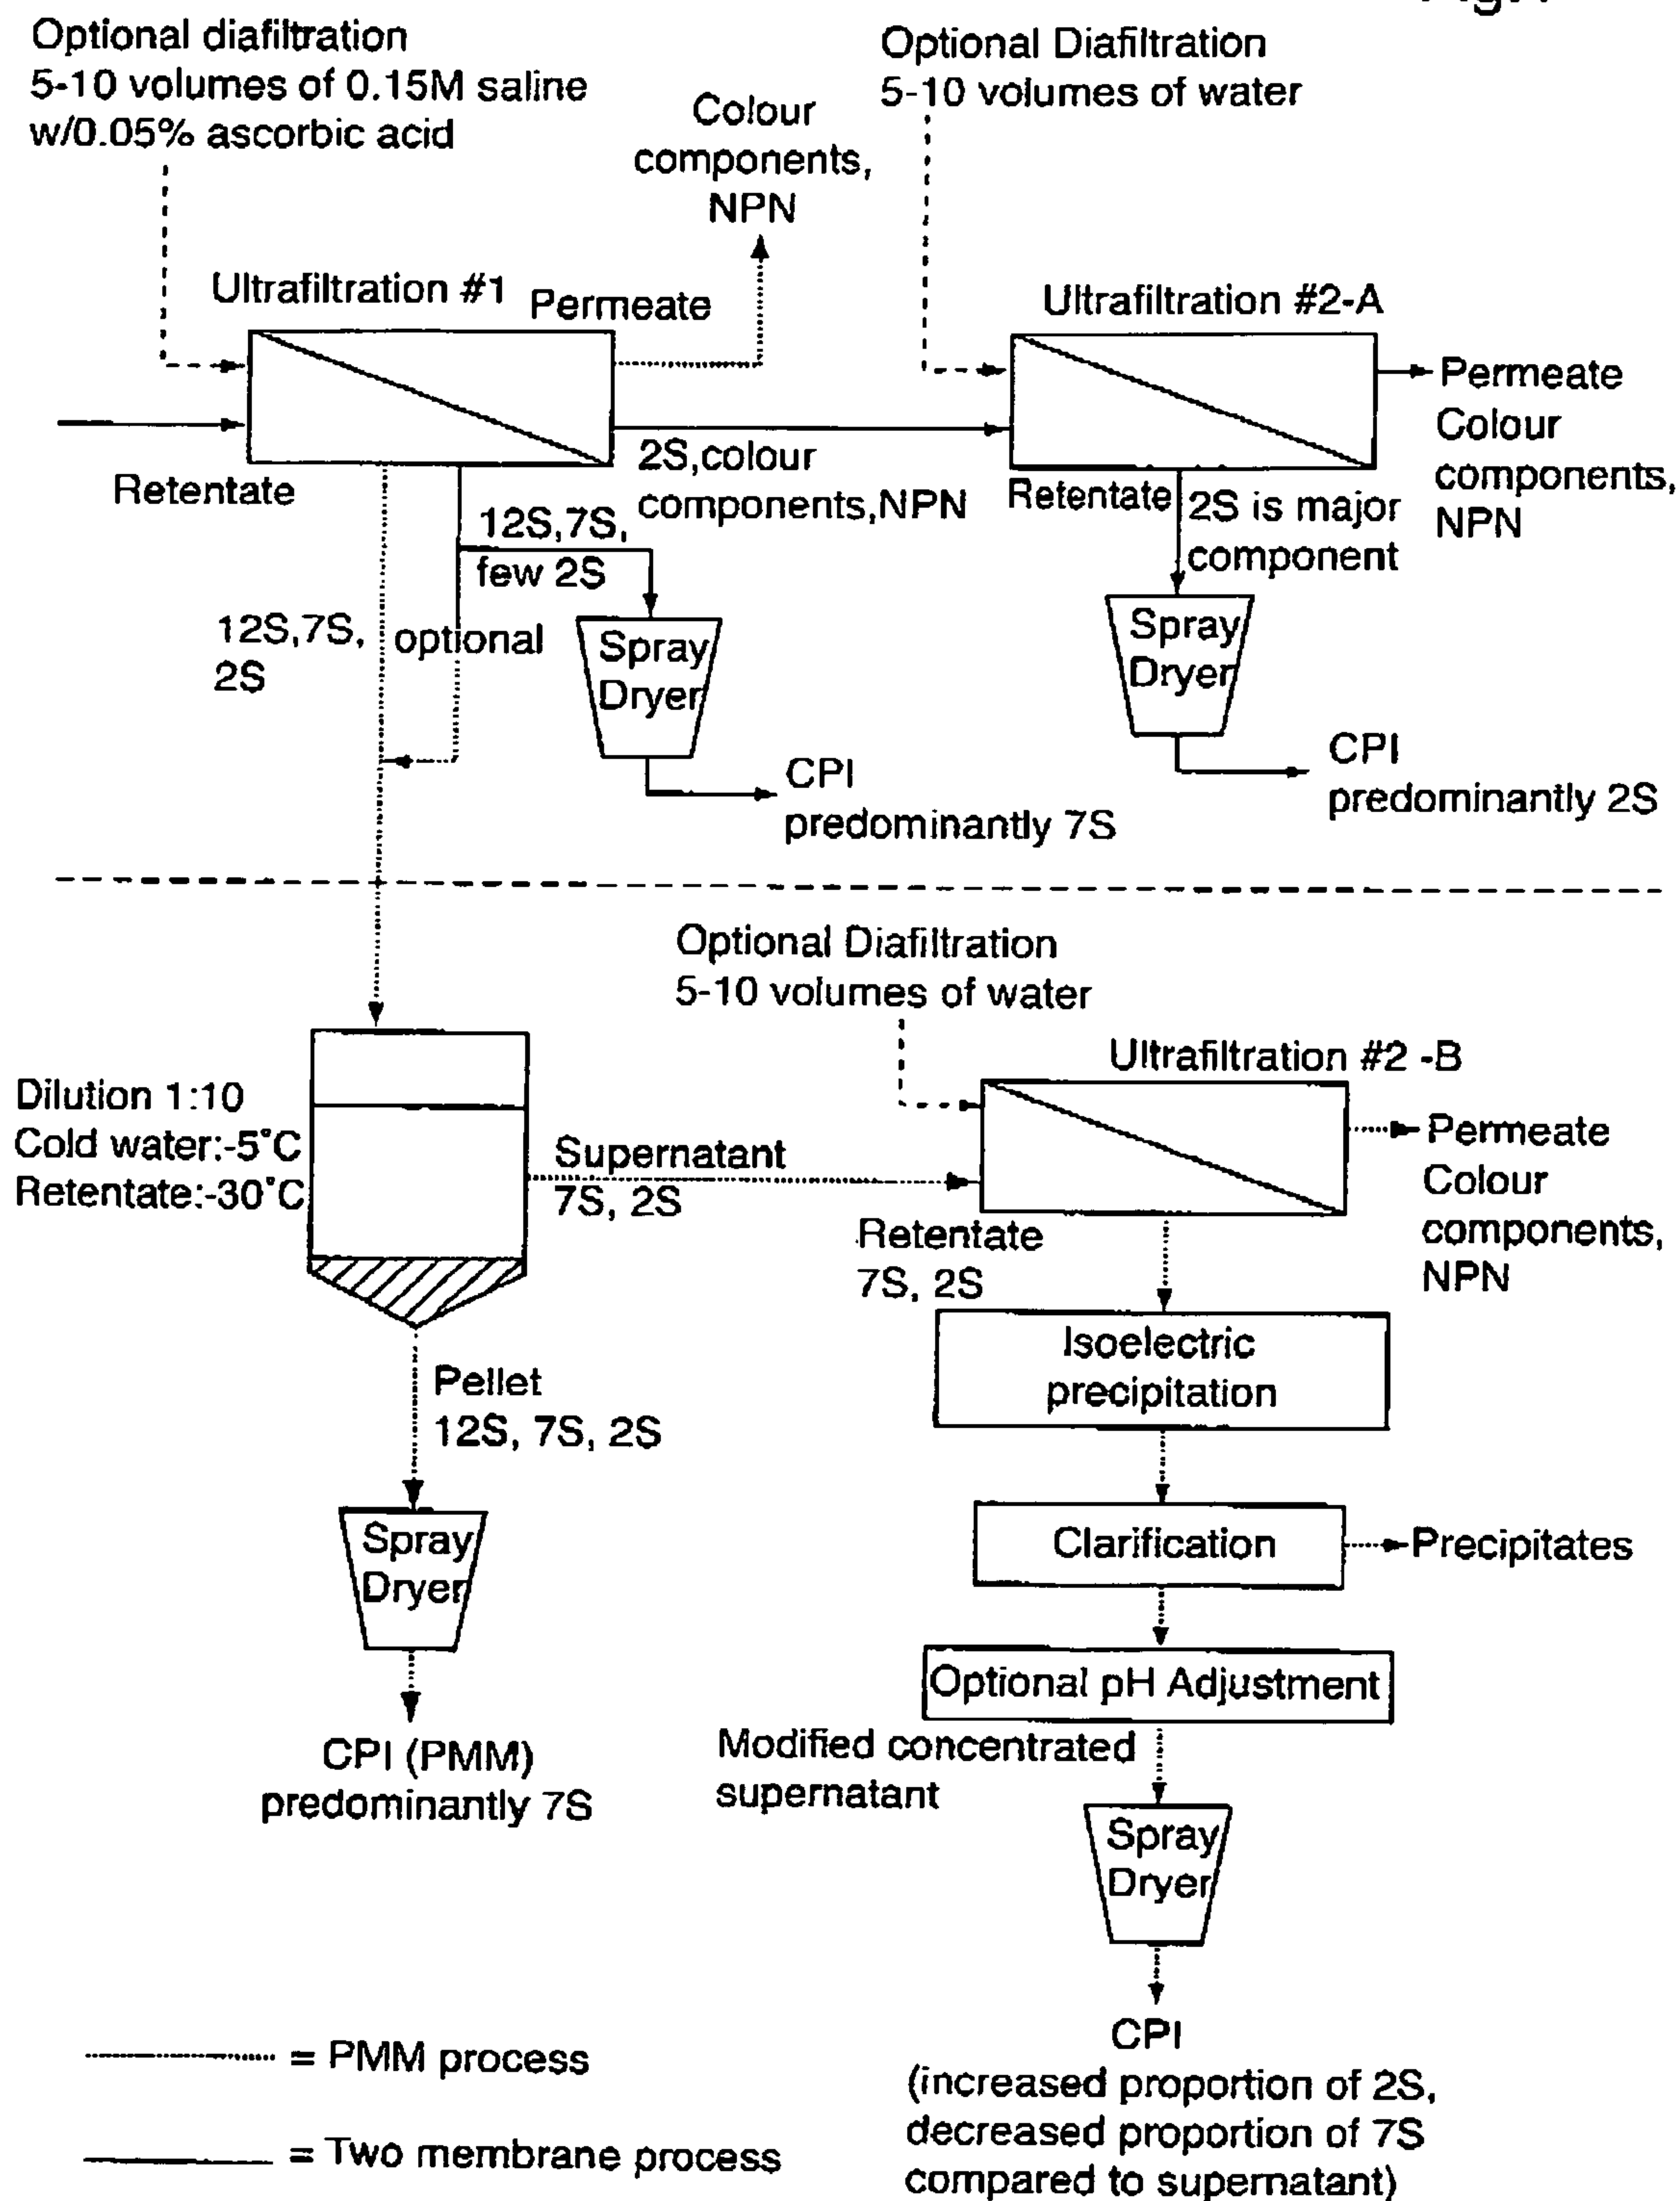 Optional diafiltration
5-10 volumes of 0.15M saline
w/0.05% ascorbic acid
Colour
components,
NPN
Optional Diafiltration
5-10 volumes of water
Ultrafiltration #1
Permeate
Ultrafiltration #2-A
Permeate
Colour
components,
NPN
Retentate
2S,colour
components,NPN
Retentate
2S is major
component
12S,7S,
few 2S
12S,7S,
2S
optional
Spray
Dryer
Spray
Dryer
CPI
predominantly 7S
CPI
predominantly 2S
Optional Diafiltration
5-10 volumes of water
Ultrafiltration #2 -B
Dilution 1:10
Cold water:-5°C
Retentate:-30°C
Supernatant
7S, 2S
Permeate
Colour
components,
NPN
Retentate
7S, 2S
Isoelectric
precipitation
Pellet
12S, 7S, 2S
Clarification
Precipitates
Spray
Dryer
Optional pH Adjustment
CPI (PMM)
predominantly 7S
Modified concentrated
supernatant
Spray
Dryer
CPI
(increased proportion of 2S,
decreased proportion of 7S
compared to supernatant)
= PMM process
= Two membrane process